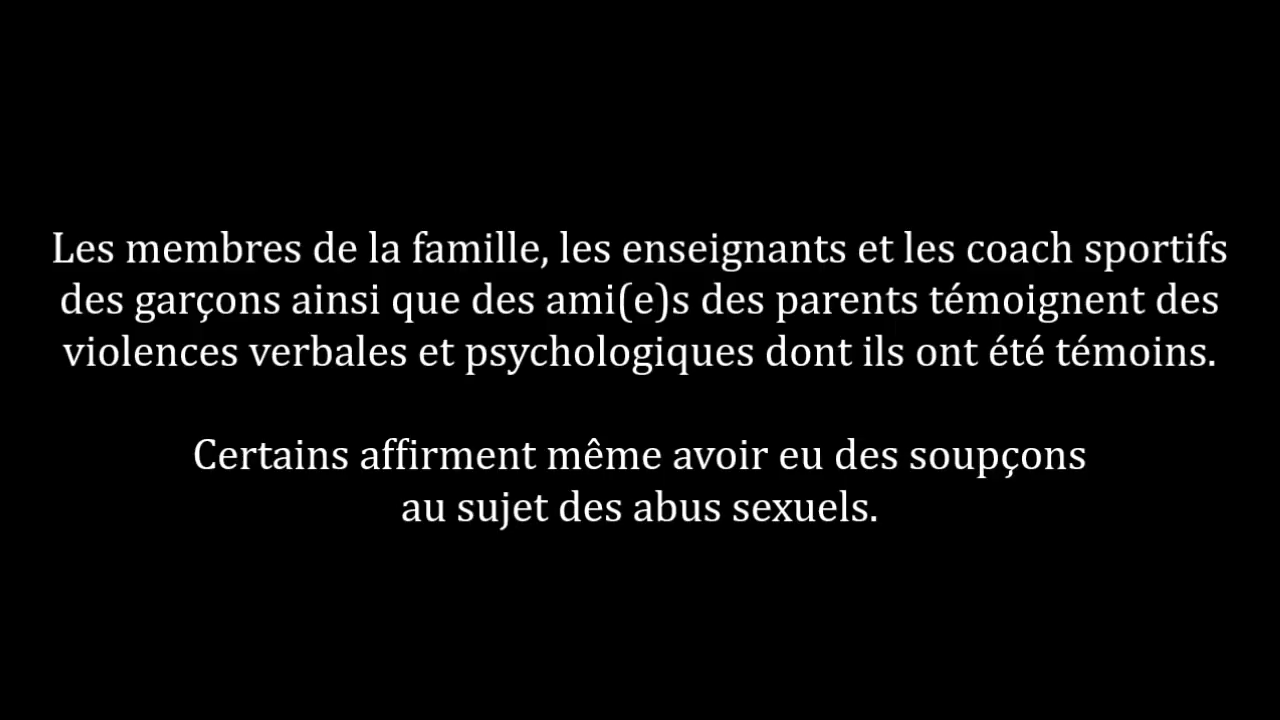 Les membres de la famille, les enseignants et les coach sportifs
des garçons ainsi que des ami(e)s des parents témoignent des
violences verbales et psychologiques dont ils ont été témoins.
Certains affirment même avoir eu des soupçons
au sujet des abus sexuels.